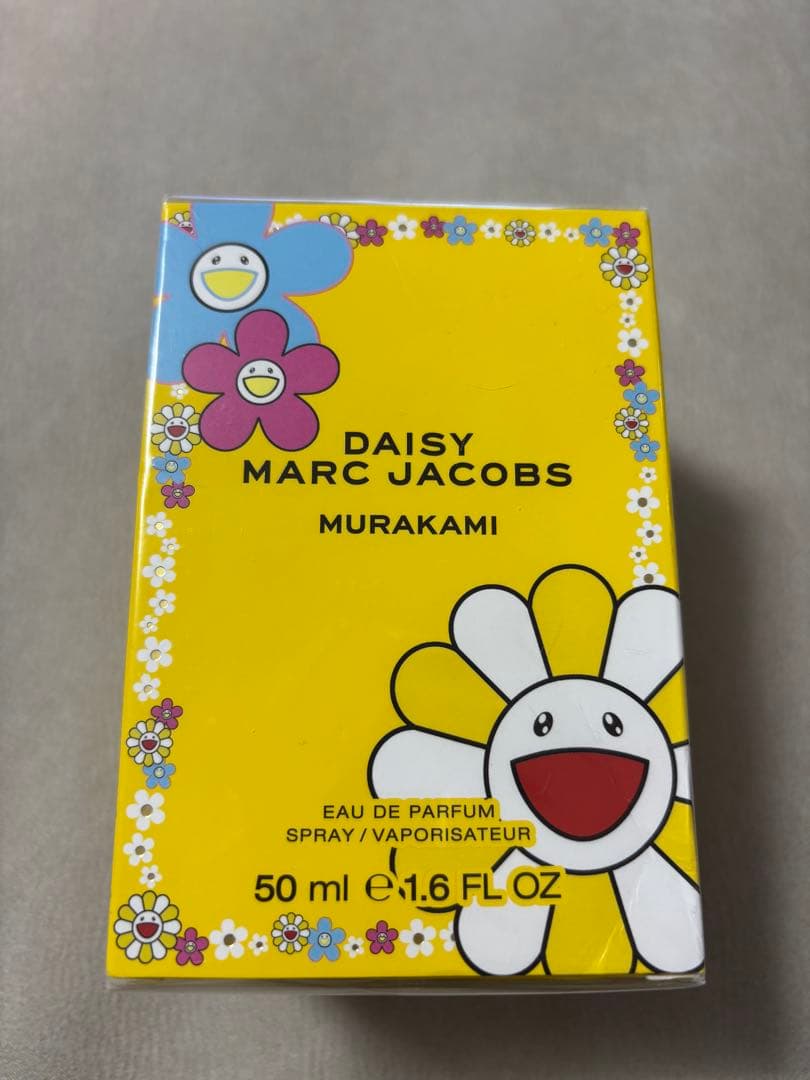 DAISY
MARC JACOBS
MURAKAMI
EAU DE PARFUM
SPRAY / VAPORISATEUR
50 ml ℮ 1.6 FL OZ